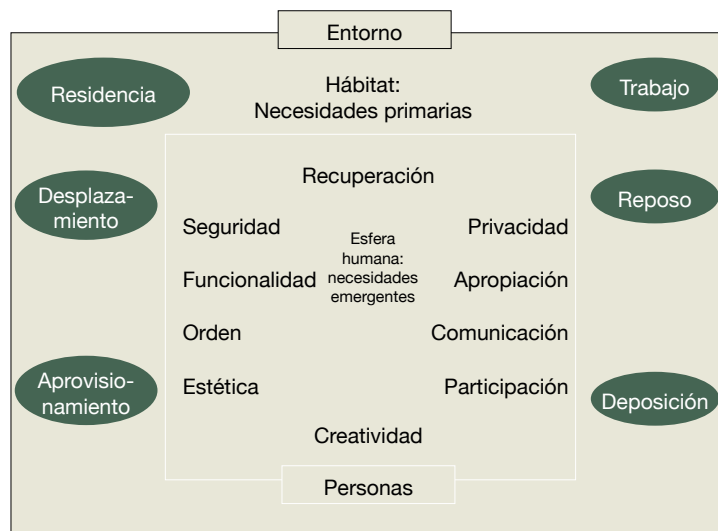 Entorno
Residencia
Hábitat:
Necesidades primarias
Trabajo
Recuperación
Desplaza-
miento
Reposo
Seguridad
Privacidad
Esfera
humana:
necesidades
emergentes
Funcionalidad
Apropiación
Orden
Comunicación
Aprovisio-
namiento
Estética
Participación
Deposición
Creatividad
Personas